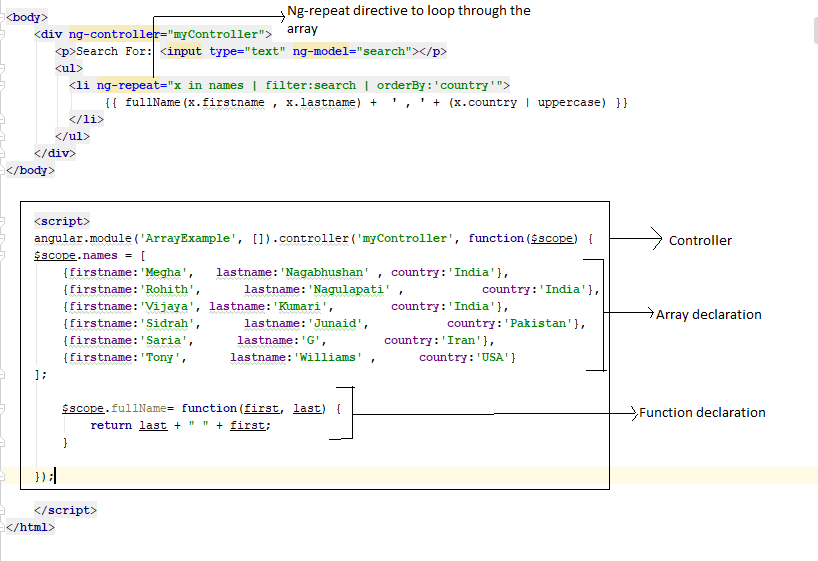 <body>
Ng-repeat directive to loop through the
array
<div ng-controller="myController">
<p>Search For: <input type="text" ng-model="search"></p>
<ul>
<li ng-repeat="x in names | filter:search | orderBy:'country'">
{{ fullName(x.firstname , x.lastname) + ' , ' + (x.country | uppercase) }}
</li>
</ul>
</div>
</body>
<script>
angular.module('ArrayExample', []).controller('myController', function($scope) {
Controller
$scope.names = [
{firstname:'Megha', lastname:'Nagabhushan' , country:'India'},
{firstname:'Rohith', lastname:'Nagulapati' , country:'India'},
{firstname:'Vijaya', lastname:'Kumari', country:'India'},
Array declaration
{firstname:'Sidrah', lastname:'Junaid', country:'Pakistan'},
{firstname:'Saria', lastname:'G', country:'Iran'},
{firstname:'Tony', lastname:'Williams' , country:'USA'}
];
$scope.fullName= function(first, last) {
Function declaration
return last + " " + first;
}
});
</script>
</html>